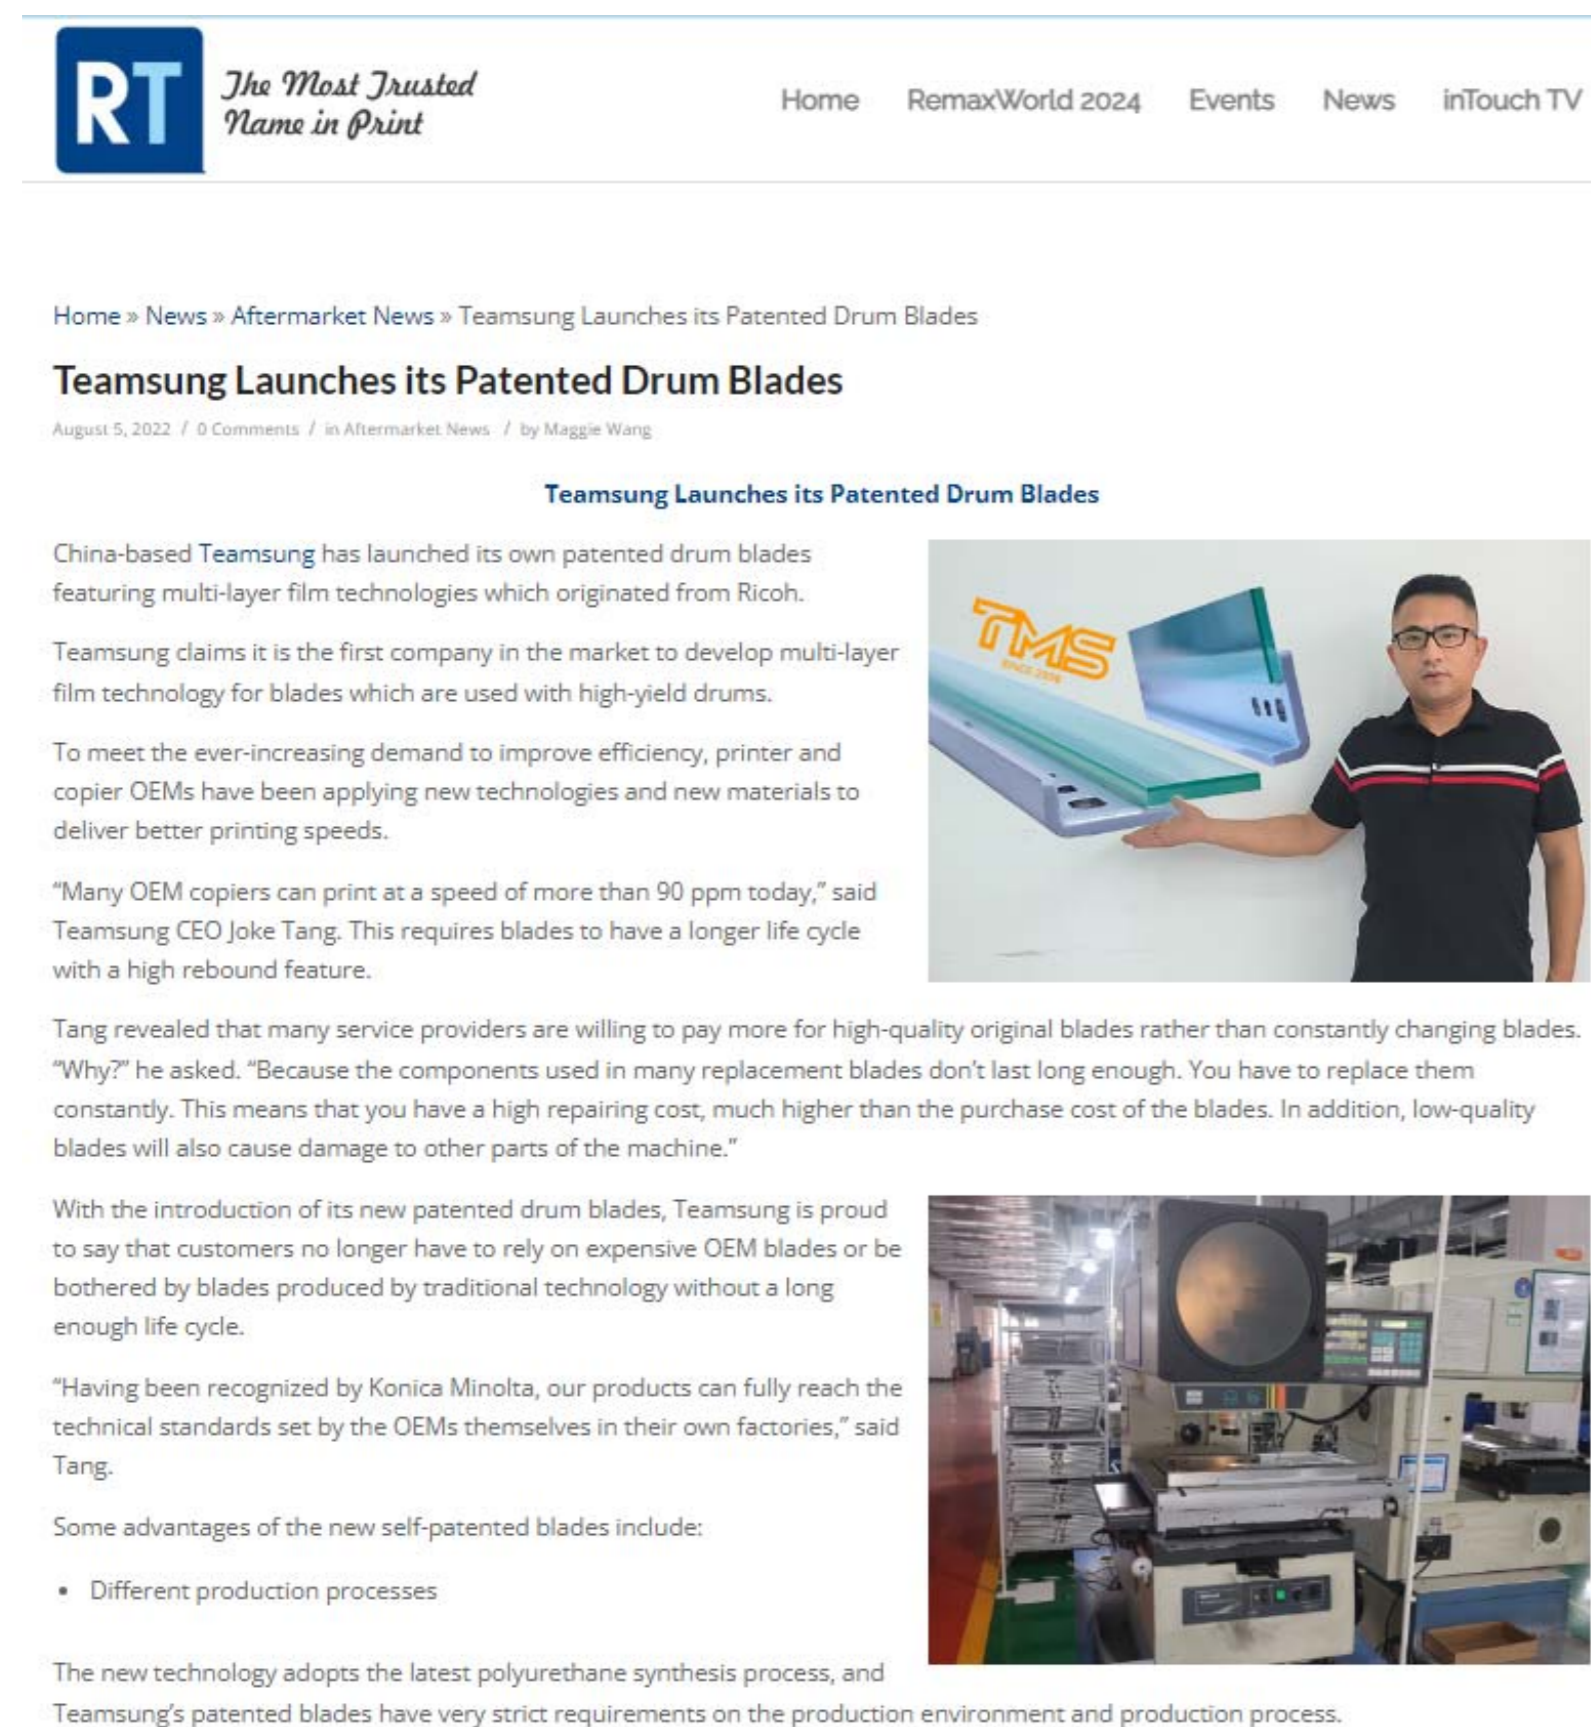 RT
The Most Trusted
Name in Print
Home RemaxWorld 2024 Events News inTouch TV
Home » News » Aftermarket News » Teamsung Launches its Patented Drum Blades
Teamsung Launches its Patented Drum Blades
August 5, 2022 / 0 Comments / in Aftermarket News / by Maggie Wang
Teamsung Launches its Patented Drum Blades
China-based Teamsung has launched its own patented drum blades
featuring multi-layer film technologies which originated from Ricoh.
Teamsung claims it is the first company in the market to develop multi-layer
film technology for blades which are used with high-yield drums.
To meet the ever-increasing demand to improve efficiency, printer and
copier OEMs have been applying new technologies and new materials to
deliver better printing speeds.
“Many OEM copiers can print at a speed of more than 90 ppm today,” said
Teamsung CEO Joke Tang. This requires blades to have a longer life cycle
with a high rebound feature.
TMS
Tang revealed that many service providers are willing to pay more for high-quality original blades rather than constantly changing blades.
“Why?” he asked. “Because the components used in many replacement blades don’t last long enough. You have to replace them
constantly. This means that you have a high repairing cost, much higher than the purchase cost of the blades. In addition, low-quality
blades will also cause damage to other parts of the machine.”
With the introduction of its new patented drum blades, Teamsung is proud
to say that customers no longer have to rely on expensive OEM blades or be
bothered by blades produced by traditional technology without a long
enough life cycle.
“Having been recognized by Konica Minolta, our products can fully reach the
technical standards set by the OEMs themselves in their own factories,” said
Tang.
Some advantages of the new self-patented blades include:
• Different production processes
The new technology adopts the latest polyurethane synthesis process, and
Teamsung’s patented blades have very strict requirements on the production environment and production process.